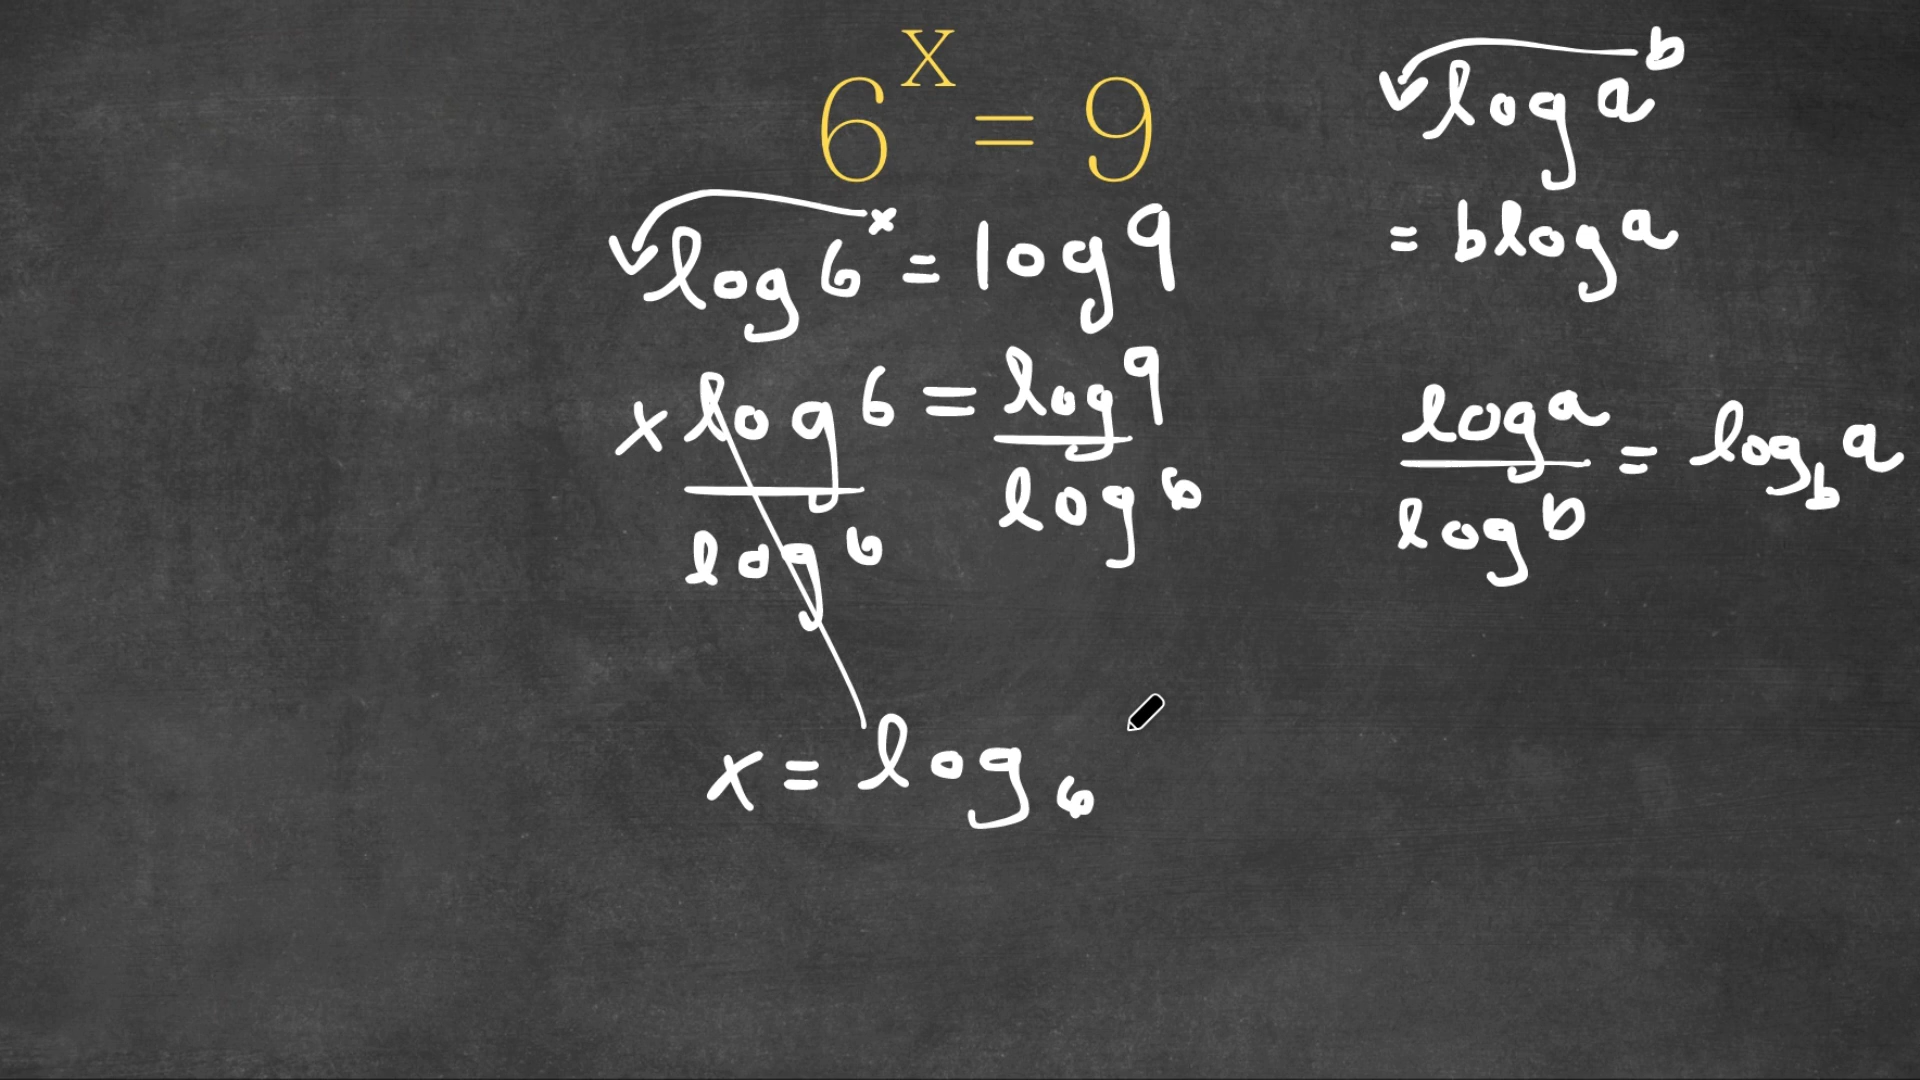 6^x = 9
log 6^x = log 9
x log 6 = log 9
log 6 log 6
x = log_6
log a^b
= b log a
log a = log_b a
log b